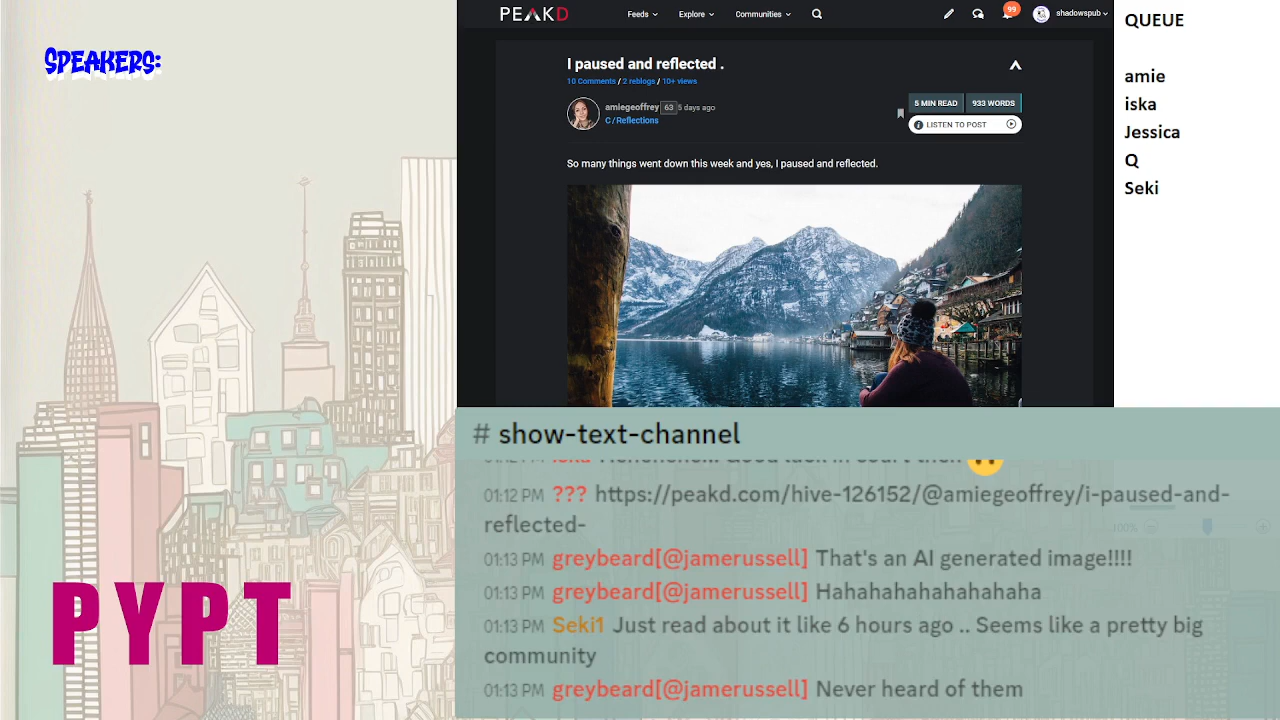 SPEAKERS:
PYPT
PEAKD
Feeds
Explore
Communities
99
shadowspub
I paused and reflected .
10 Comments / 2 reblogs / 10+ views
amiegeoffrey 63 5 days ago
C / Reflections
5 MIN READ 933 WORDS
LISTEN TO POST
So many things went down this week and yes, I paused and reflected.
QUEUE
amie
iska
Jessica
Q
Seki
# show-text-channel
01:12 PM ??? https://peakd.com/hive-126152/@amiegeoffrey/i-paused-and-
reflected-
01:13 PM greybeard[@jamerussell] That's an AI generated image!!!!
01:13 PM greybeard[@jamerussell] Hahahahahahahahaha
01:13 PM Seki1 Just read about it like 6 hours ago .. Seems like a pretty big
community
01:13 PM greybeard[@jamerussell] Never heard of them
100%